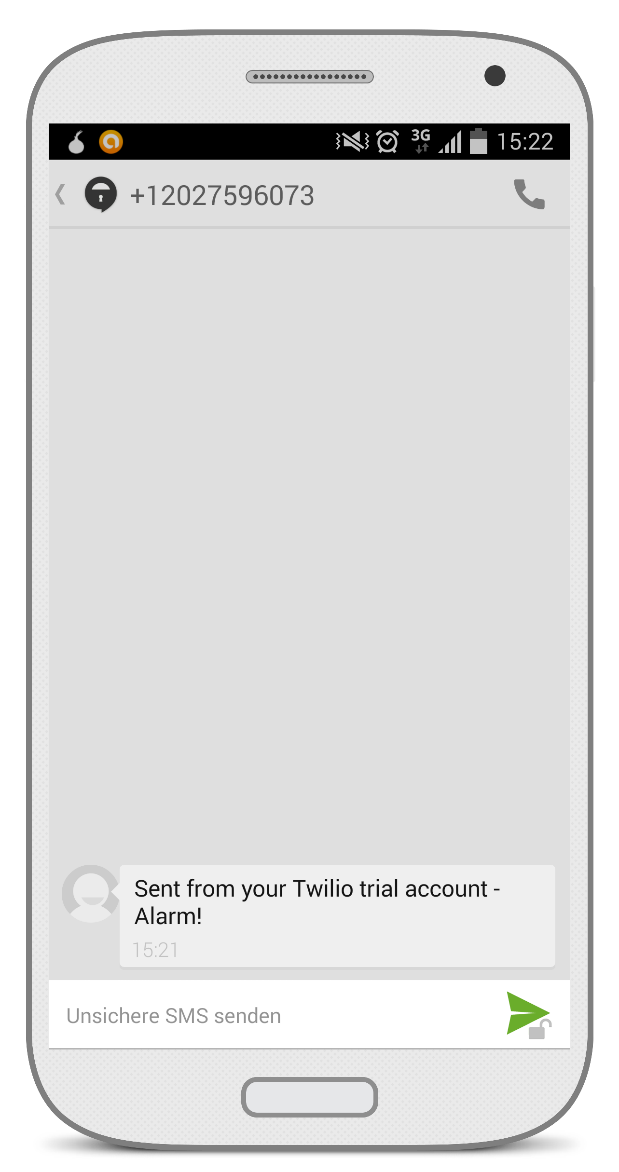 3G 15:22
+12027596073
Sent from your Twilio trial account -
Alarm!
15:21
Unsichere SMS senden